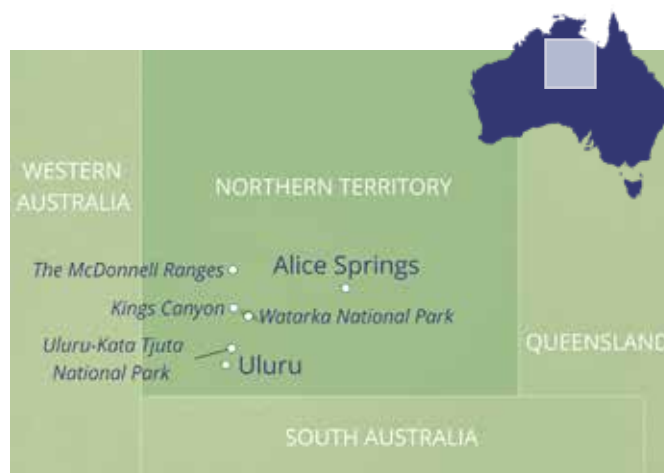 WESTERN
AUSTRALIA
NORTHERN TERRITORY
The McDonnell Ranges
Alice Springs
Kings Canyon
Watarka National Park
Uluru-Kata Tjuta
National Park
Uluru
QUEENSLAND
SOUTH AUSTRALIA